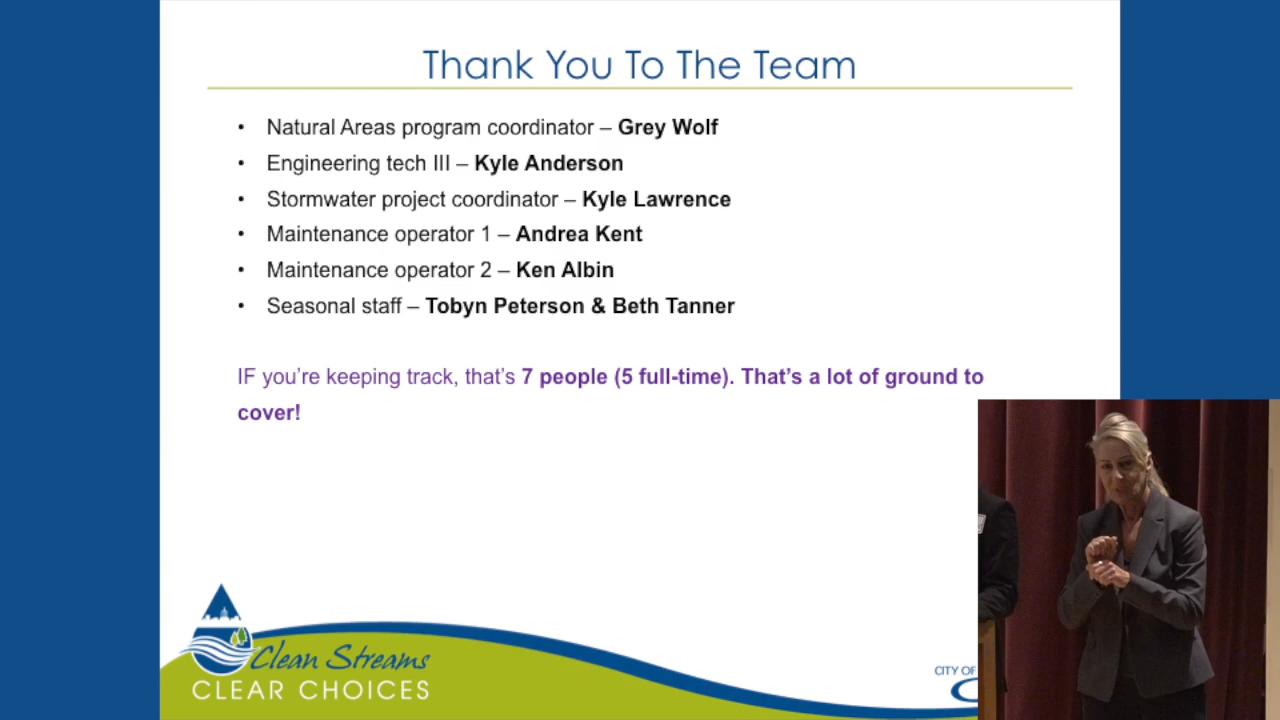 Thank You To The Team
• Natural Areas program coordinator – Grey Wolf
• Engineering tech III – Kyle Anderson
• Stormwater project coordinator – Kyle Lawrence
• Maintenance operator 1 – Andrea Kent
• Maintenance operator 2 – Ken Albin
• Seasonal staff – Tobyn Peterson & Beth Tanner
IF you’re keeping track, that’s 7 people (5 full-time). That’s a lot of ground to
cover!
Clean Streams
CLEAR CHOICES
CITY OF